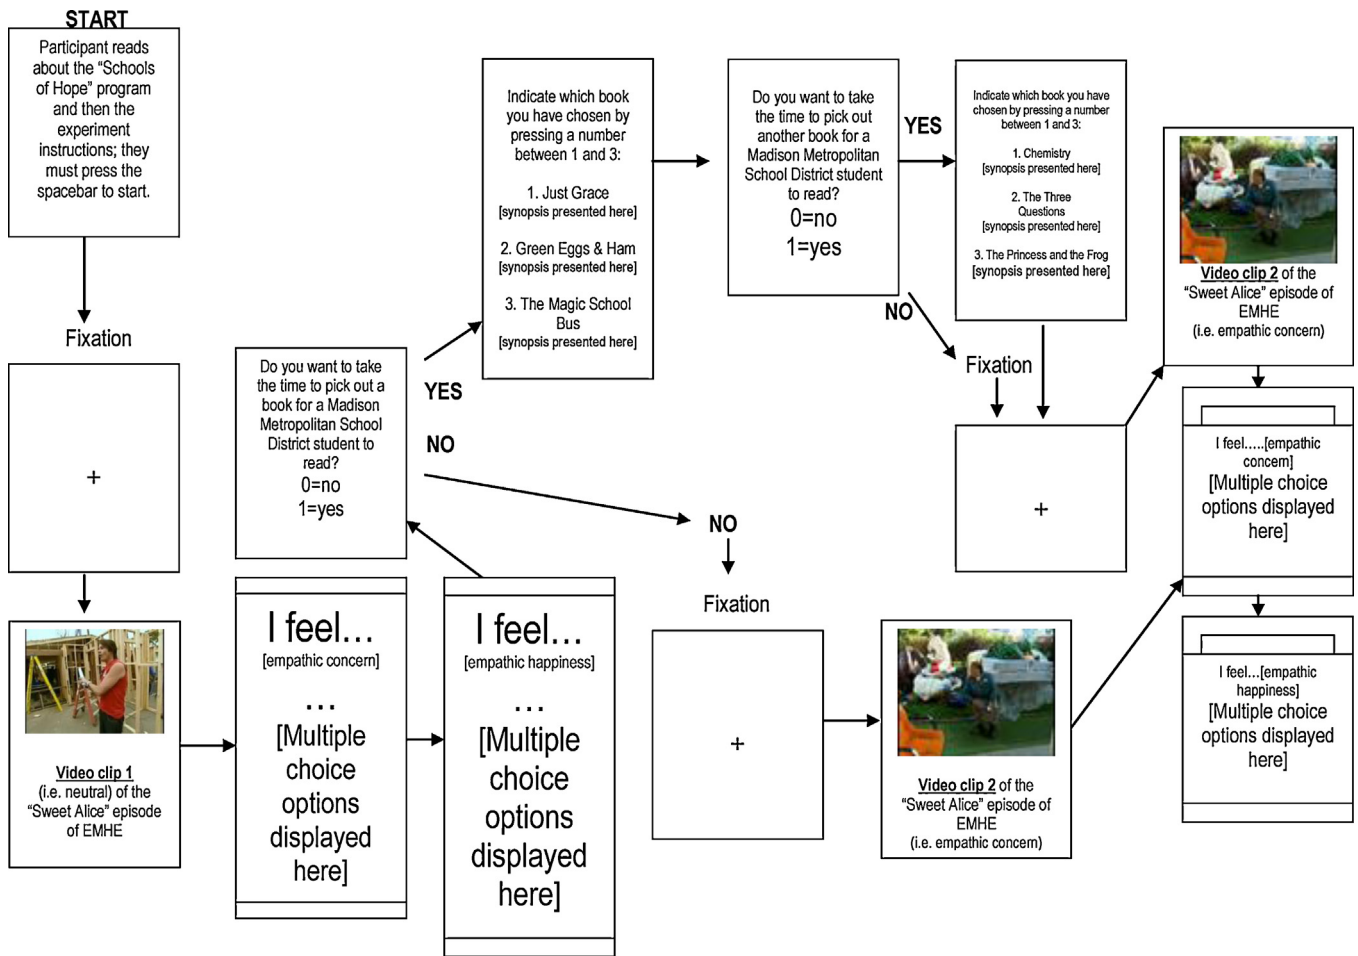 START
Participant reads
about the “Schools
of Hope” program
and then the
experiment
instructions; they
must press the
spacebar to start.
Fixation
+
Video clip 1
(i.e. neutral) of the
“Sweet Alice” episode
of EMHE
I feel…
[empathic concern]
…
[Multiple
choice
options
displayed
here]
I feel…
[empathic happiness]
…
[Multiple
choice
options
displayed
here]
Do you want to take
the time to pick out a
book for a Madison
Metropolitan School
District student to
read?
0=no
1=yes
YES
NO
Indicate which book
you have chosen by
pressing a number
between 1 and 3:
1. Just Grace
[synopsis presented here]
2. Green Eggs & Ham
[synopsis presented here]
3. The Magic School
Bus
[synopsis presented here]
Do you want to take
the time to pick out
another book for a
Madison Metropolitan
School District student
to read?
0=no
1=yes
YES
NO
Indicate which book you have
chosen by pressing a number
between 1 and 3:
1. Chemistry
[synopsis presented here]
2. The Three
Questions
[synopsis presented here]
3. The Princess and the Frog
[synopsis presented here]
Fixation
+
NO
Fixation
+
Video clip 2 of the
“Sweet Alice” episode of
EMHE
(i.e. empathic concern)
Video clip 2 of the
“Sweet Alice” episode of
EMHE
(i.e. empathic concern)
I feel.....[empathic
concern]
[Multiple choice
options displayed
here]
I feel...[empathic
happiness]
[Multiple choice
options displayed
here]